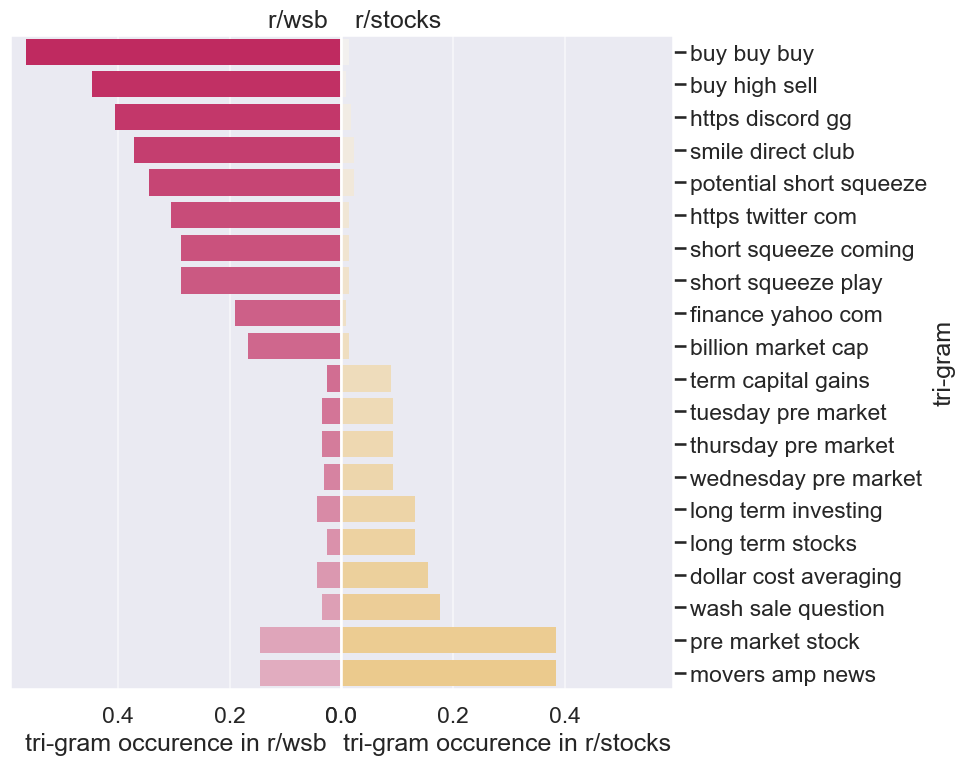 r/wsb r/stocks
buy buy buy
buy high sell
https discord gg
smile direct club
potential short squeeze
https twitter com
short squeeze coming
short squeeze play
finance yahoo com
billion market cap
term capital gains
tuesday pre market
thursday pre market
wednesday pre market
long term investing
long term stocks
dollar cost averaging
wash sale question
pre market stock
movers amp news
tri-gram
0.4 0.2 0.0 0.0 0.2 0.4
tri-gram occurence in r/wsb tri-gram occurence in r/stocks